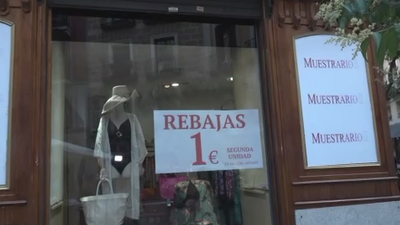 REBAJAS
1€
SEGUNDA
UNIDAD
MUESTRARIO
MUESTRARIO
MUESTRARIO